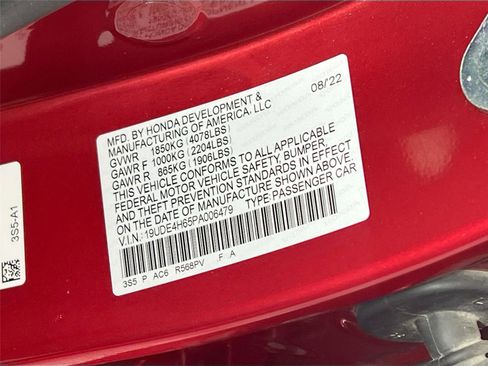 MFD. BY HONDA DEVELOPMENT &
MANUFACTURING OF AMERICA, LLC
08/'22
GVWR 1850KG (4078LBS)
GAWR F 1000KG (2204LBS)
GAWR R 865KG (1906LBS)
THIS VEHICLE CONFORMS TO ALL APPLICABLE
FEDERAL MOTOR VEHICLE SAFETY, BUMPER,
AND THEFT PREVENTION STANDARDS IN EFFECT
ON THE DATE OF MANUFACTURE SHOWN ABOVE.
V.I.N: 19UDE4H65PA006479 TYPE PASSENGER CAR
3S5 P AC6 R568PV .F A
3S5-A1